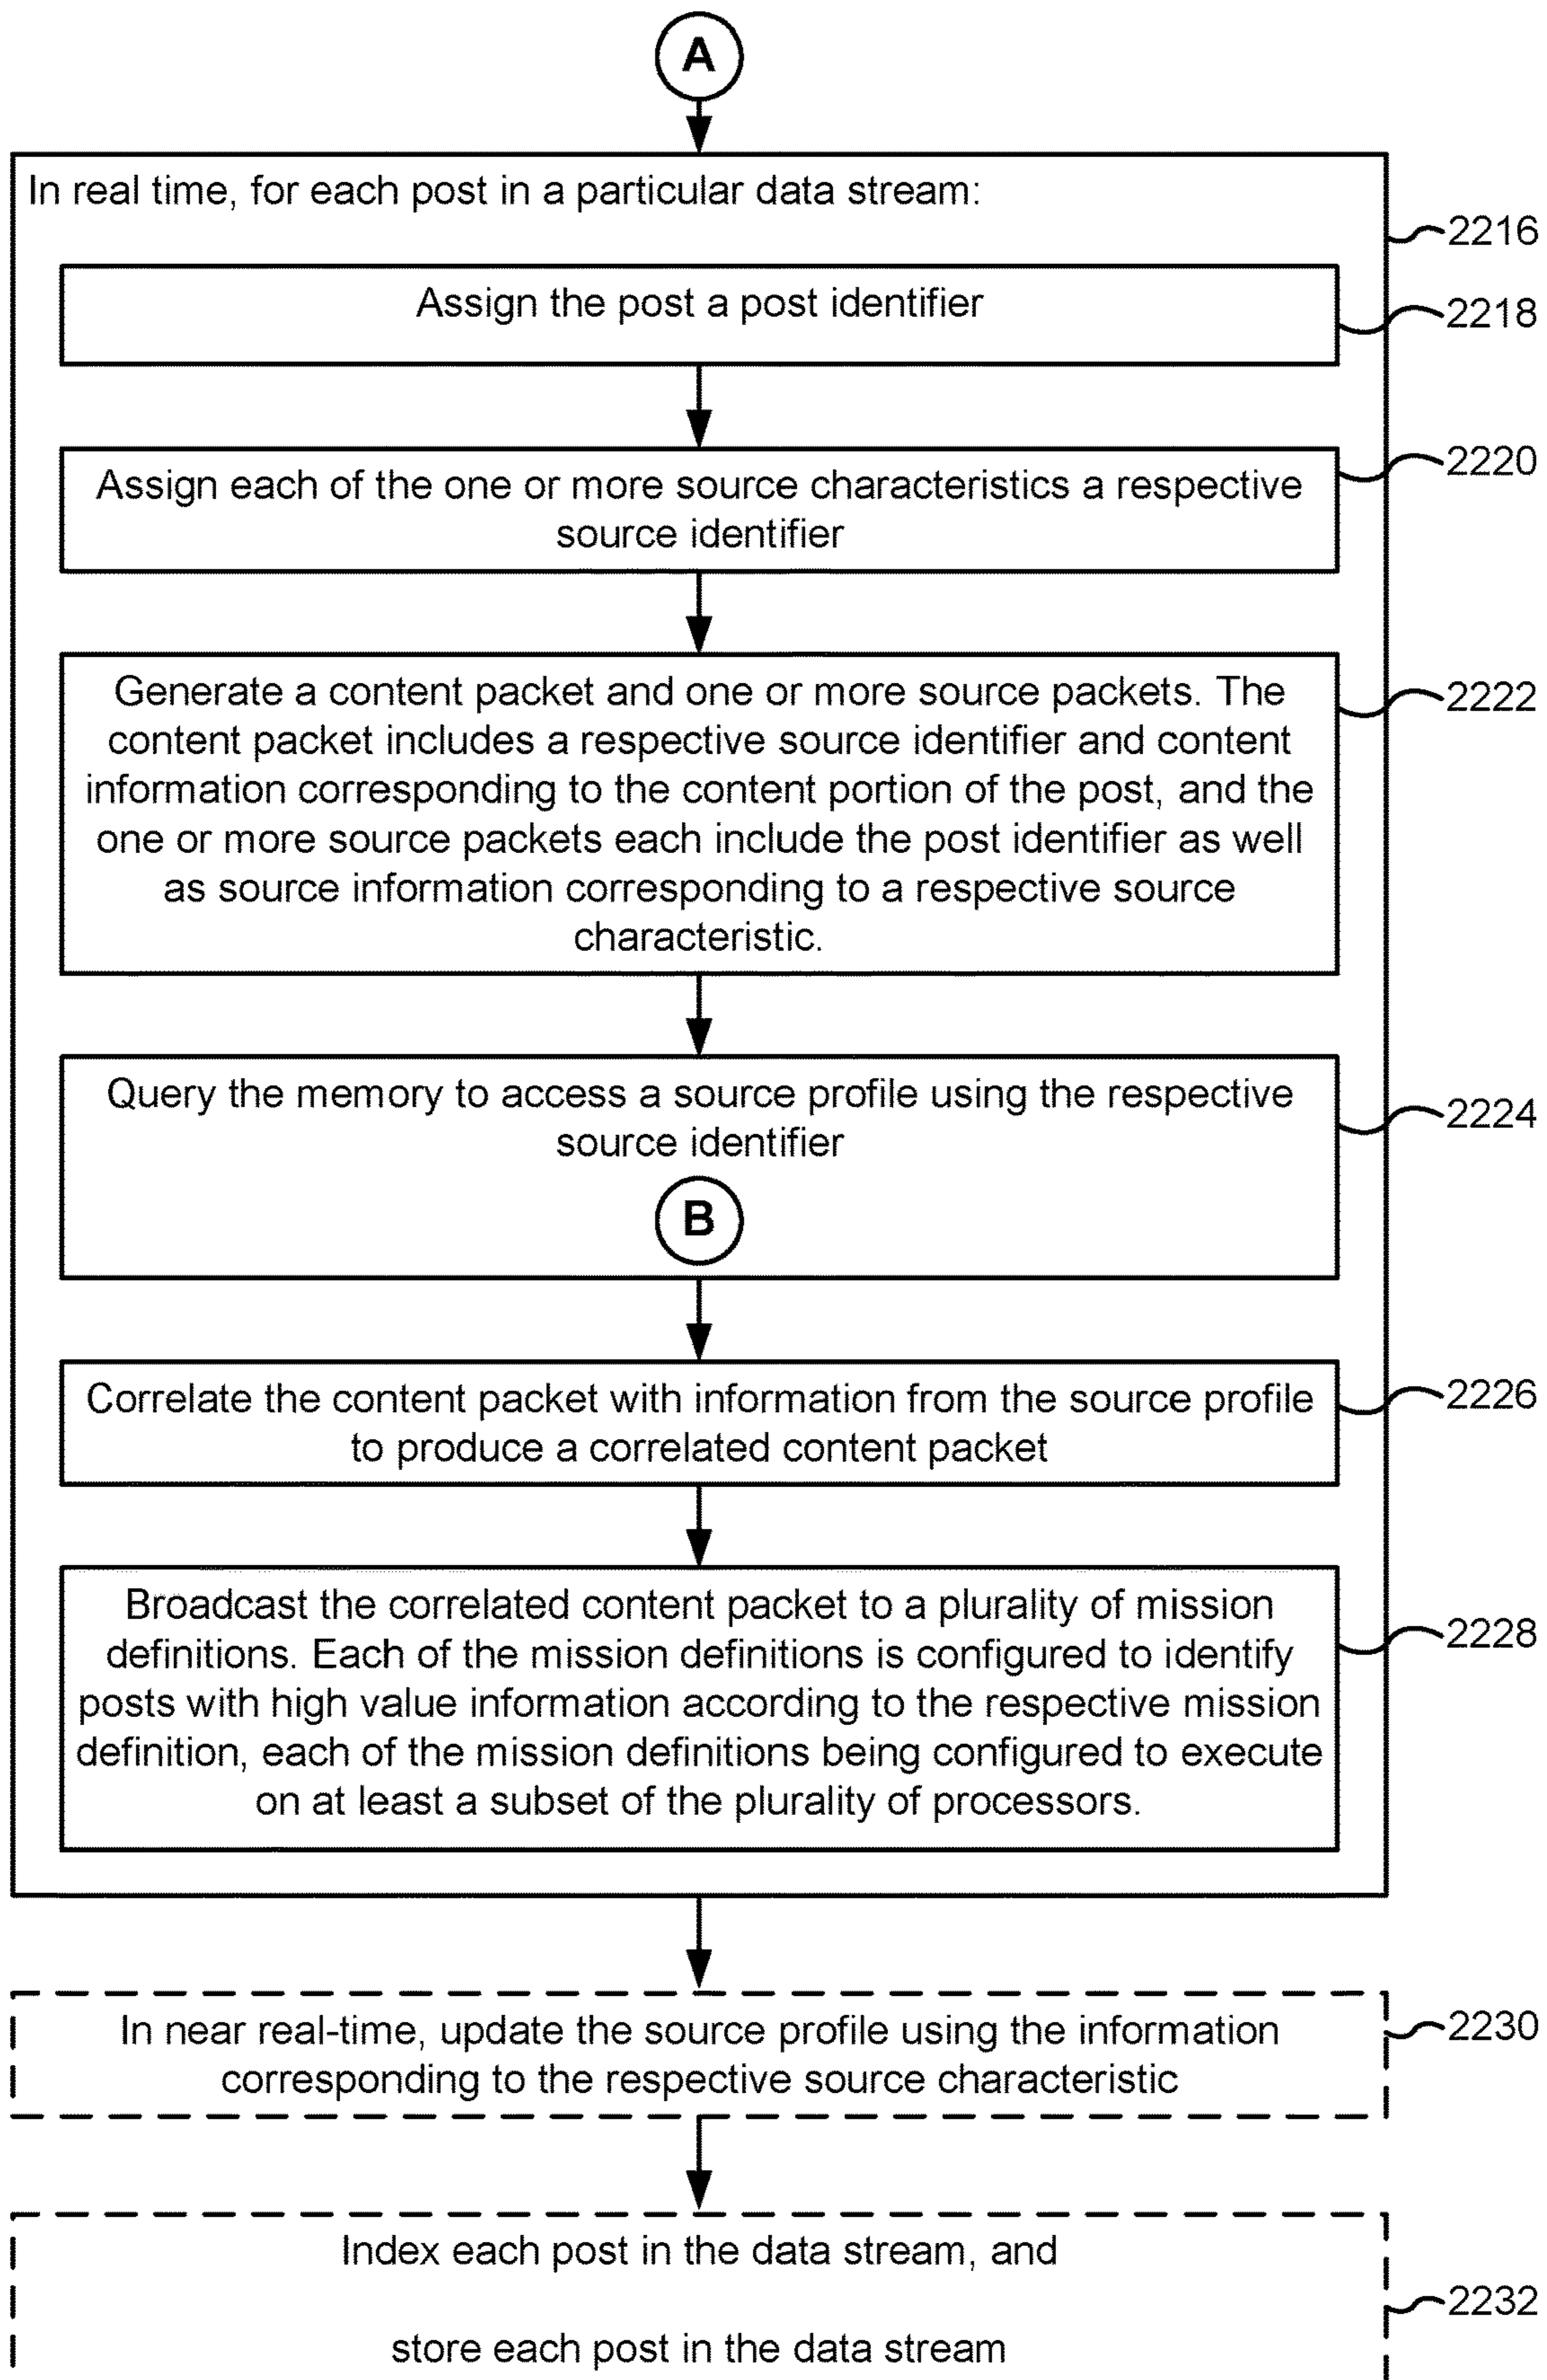 A
In real time, for each post in a particular data stream:
2216
Assign the post a post identifier
2218
Assign each of the one or more source characteristics a respective
source identifier
2220
Generate a content packet and one or more source packets. The
content packet includes a respective source identifier and content
information corresponding to the content portion of the post, and the
one or more source packets each include the post identifier as well
as source information corresponding to a respective source
characteristic.
2222
Query the memory to access a source profile using the respective
source identifier
2224
B
Correlate the content packet with information from the source profile
to produce a correlated content packet
2226
Broadcast the correlated content packet to a plurality of mission
definitions. Each of the mission definitions is configured to identify
posts with high value information according to the respective mission
definition, each of the mission definitions being configured to execute
on at least a subset of the plurality of processors.
2228
In near real-time, update the source profile using the information
corresponding to the respective source characteristic
2230
Index each post in the data stream, and
2232
store each post in the data stream